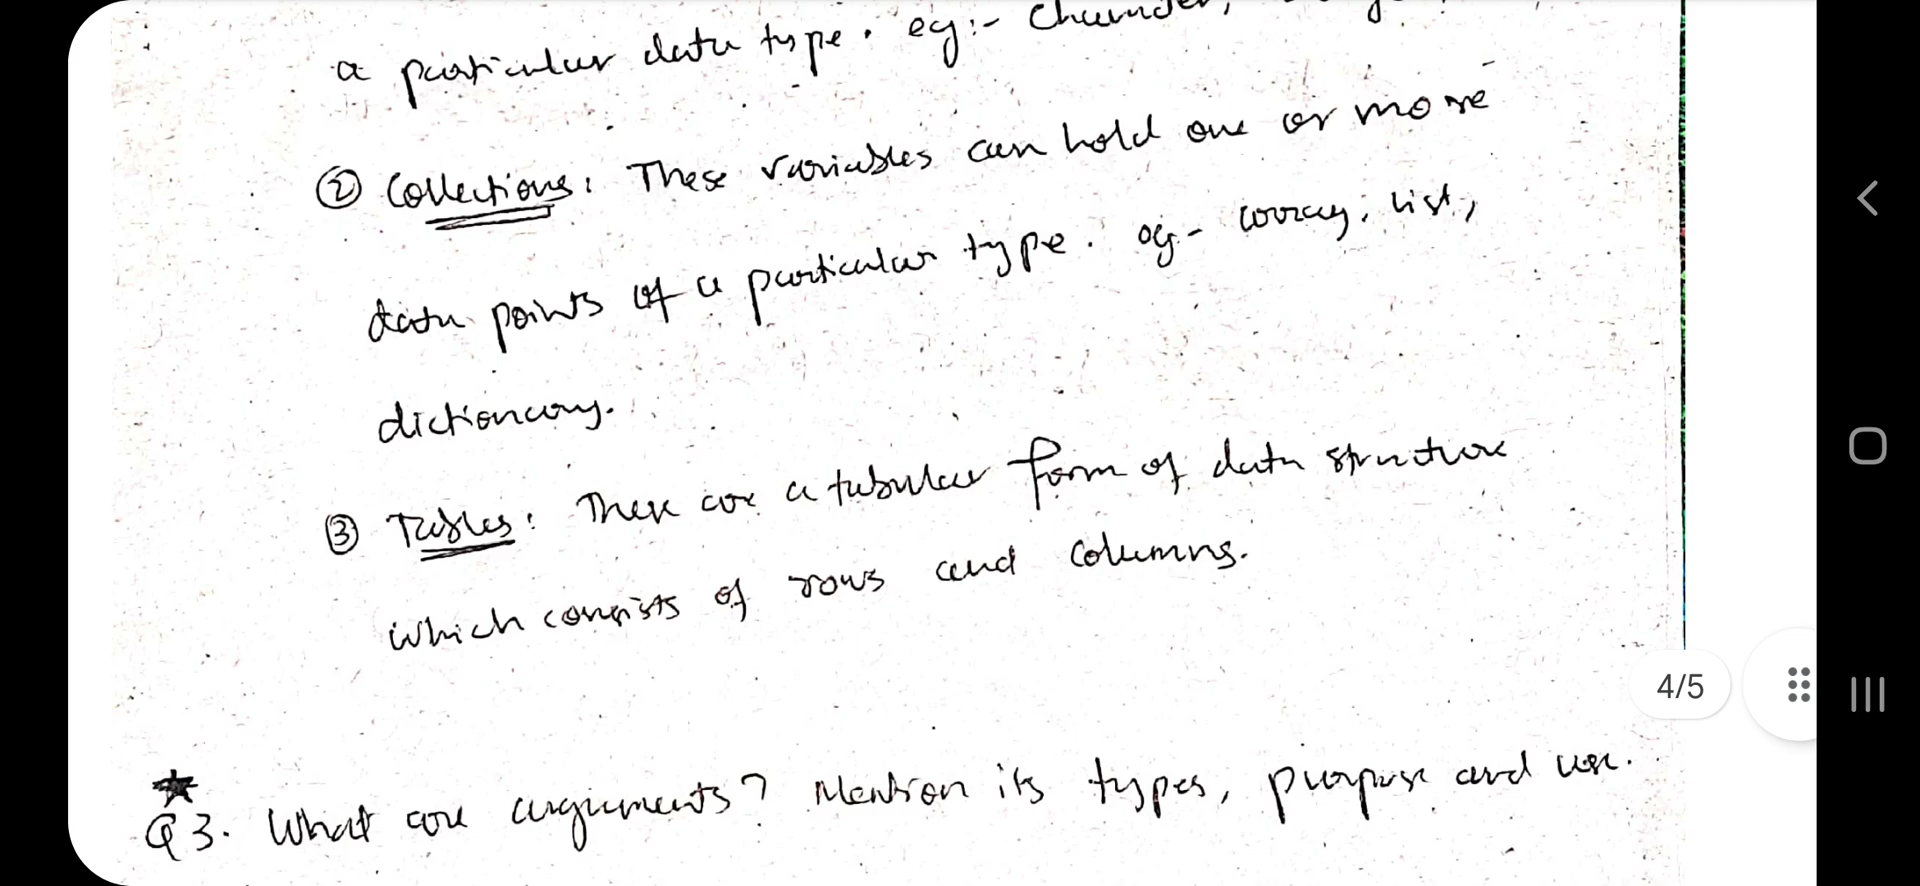 a particular data type. eg:- Character,
② Collections: These variables can hold one or more
data points of a particular type. eg- array, list,
dictionary.
③ Tables: These are a tabular form of data structure
which consists of rows and columns.
4/5
Q3. What are arguments? Mention its types, purpose and use.